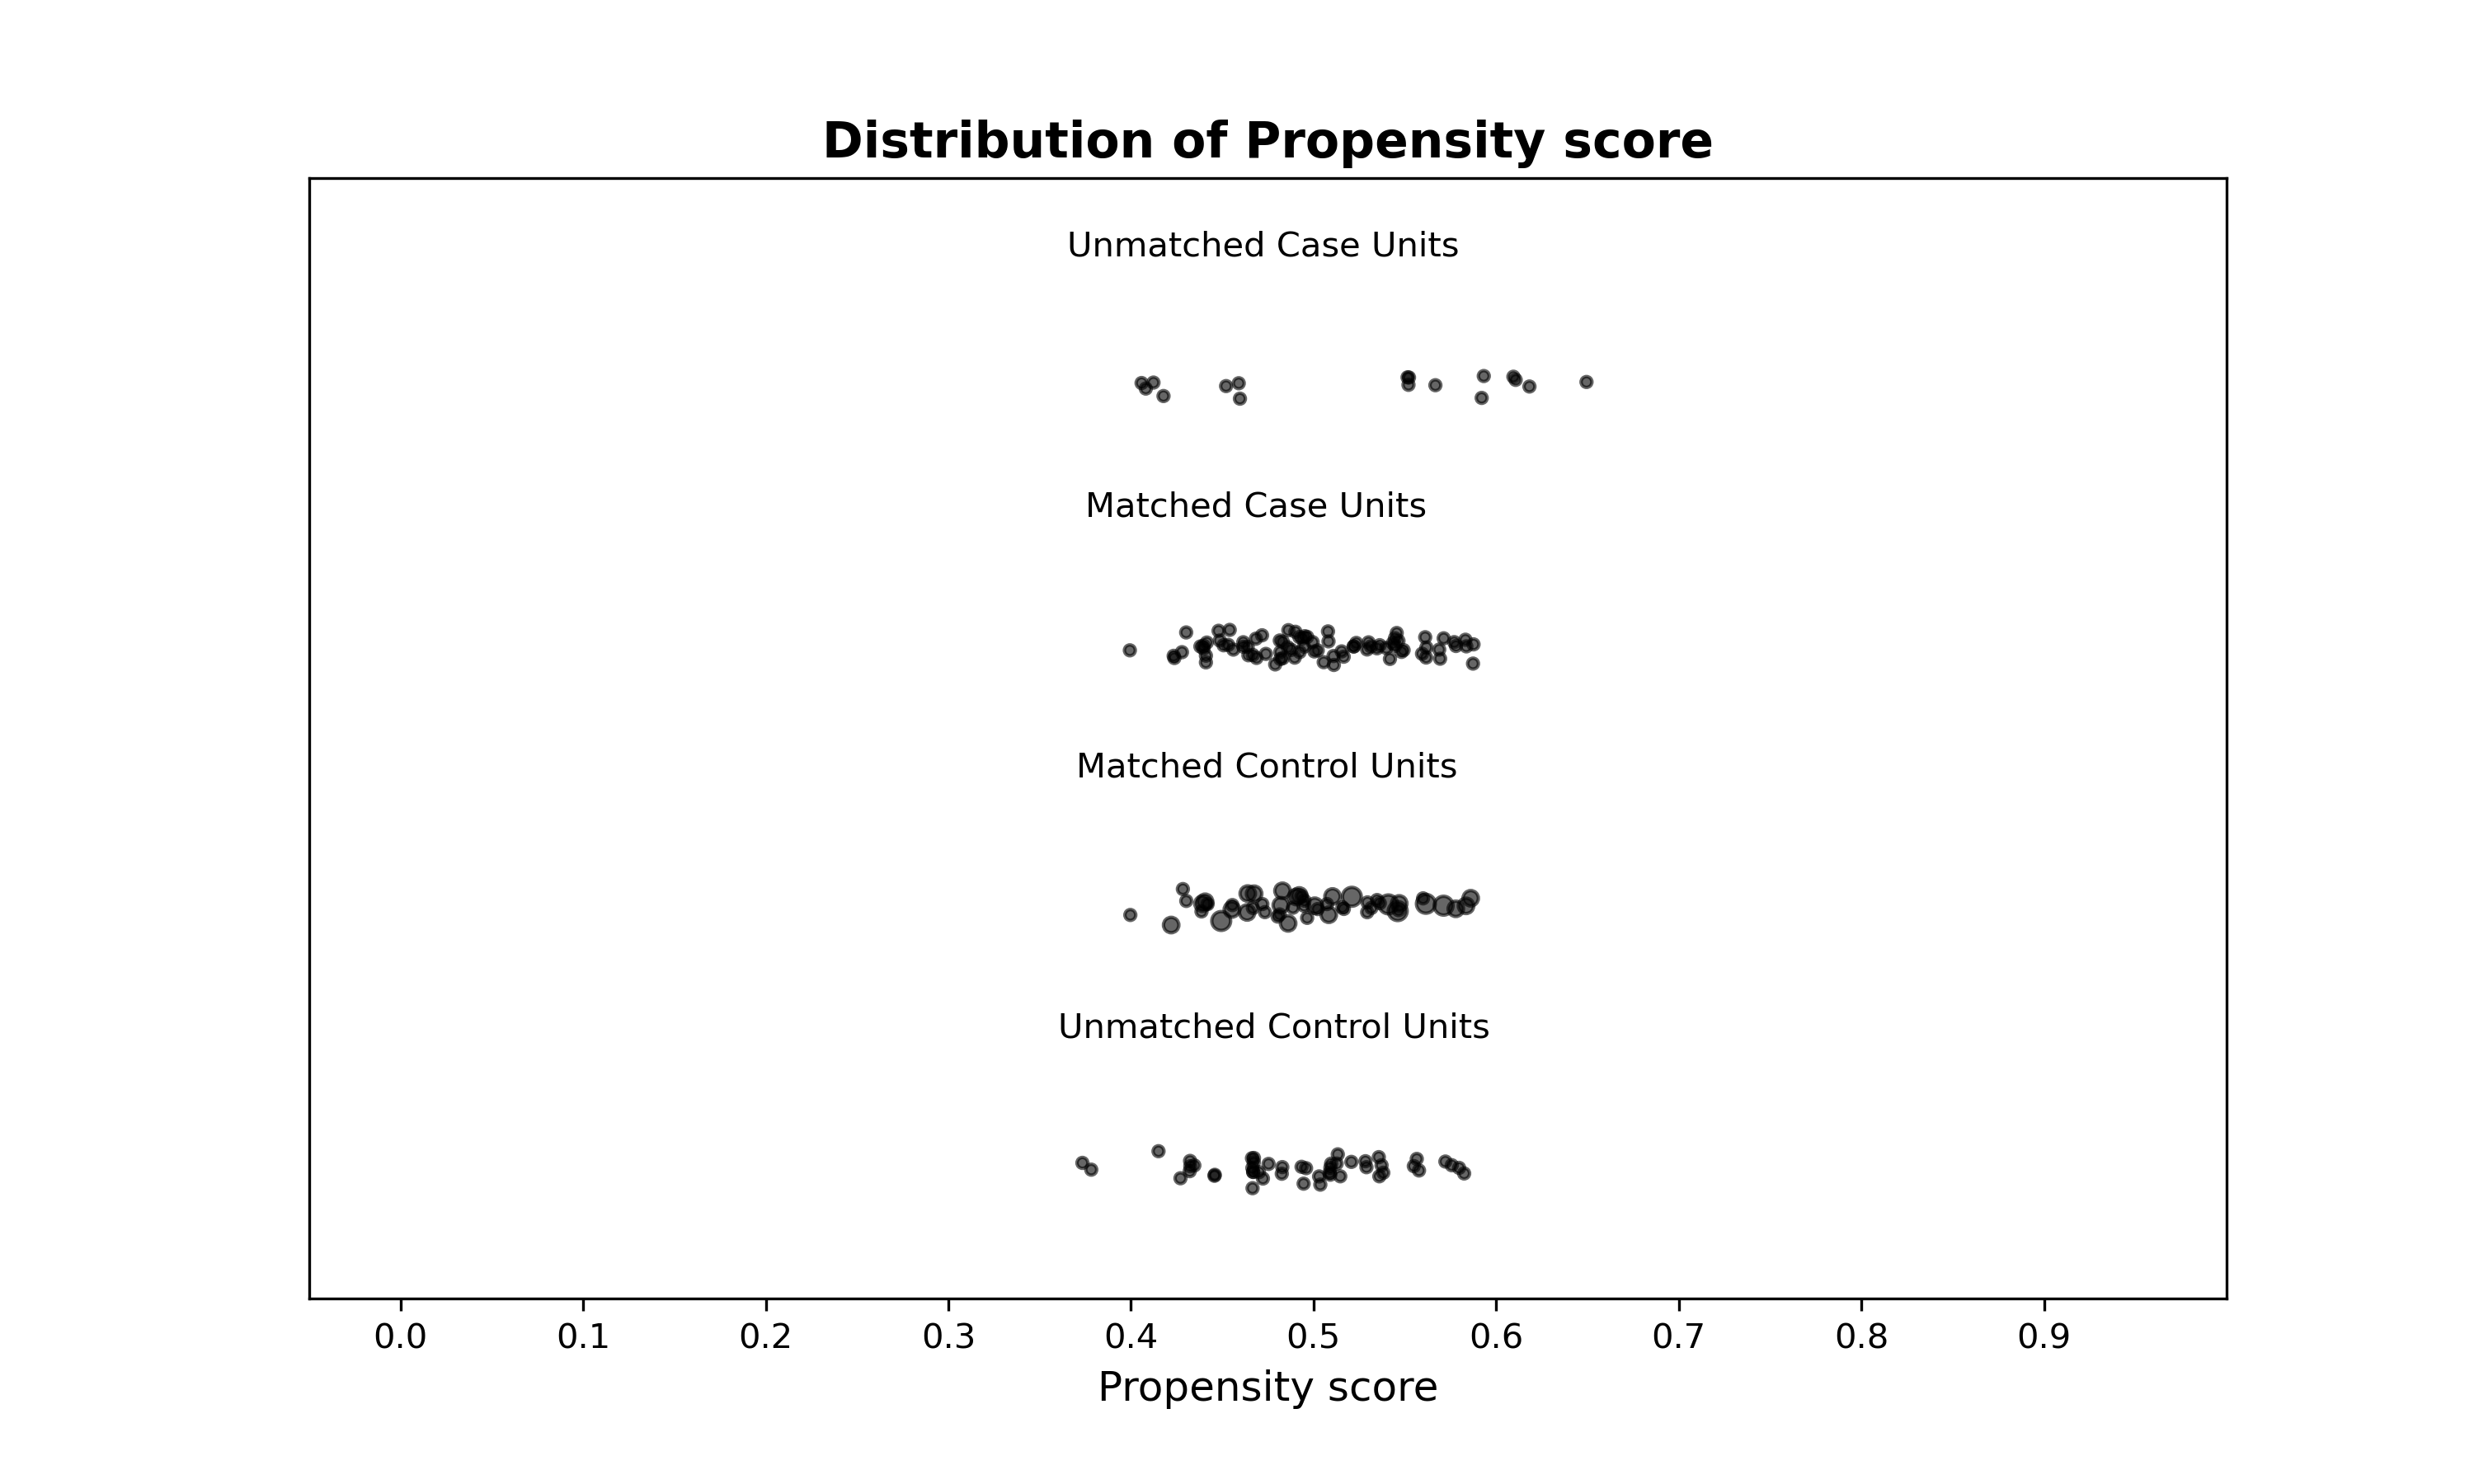 Distribution of Propensity score
Unmatched Case Units
Matched Case Units
Matched Control Units
Unmatched Control Units
0.0 0.1 0.2 0.3 0.4 0.5 0.6 0.7 0.8 0.9
Propensity score